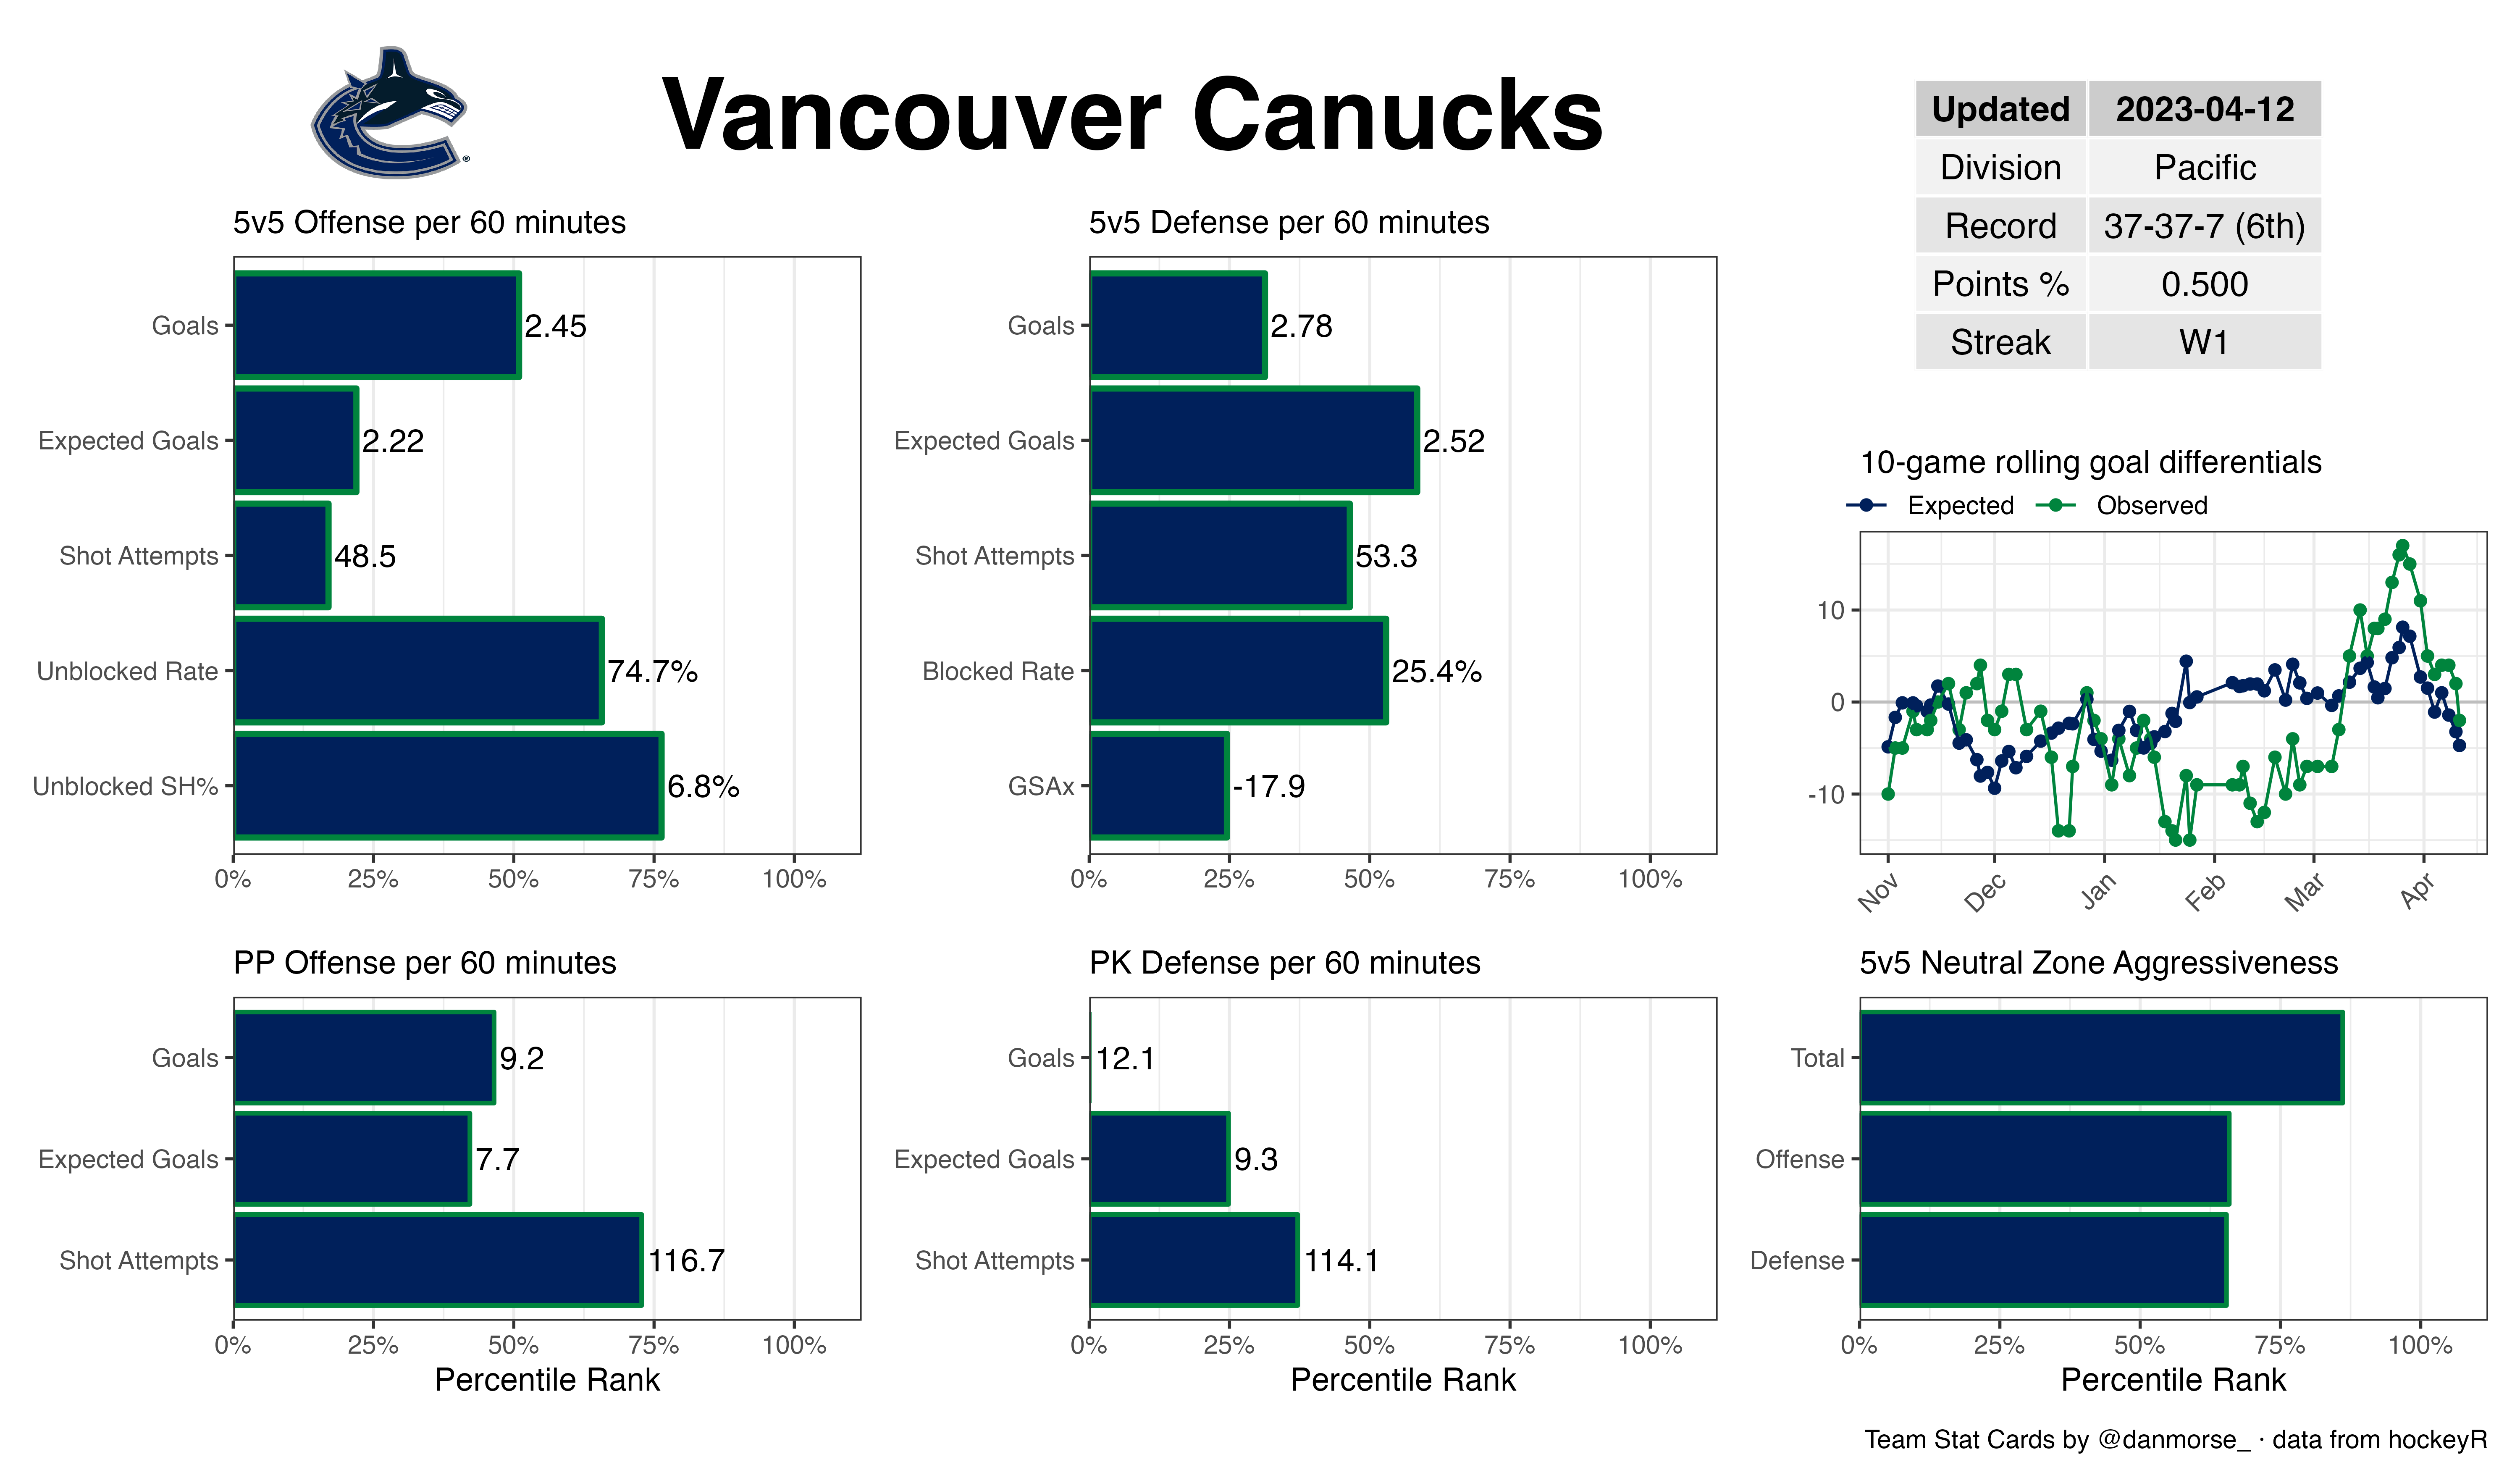 Vancouver Canucks
Updated 2023-04-12
Division Pacific
Record 37-37-7 (6th)
Points % 0.500
Streak W1
5v5 Offense per 60 minutes
Goals 2.45
Expected Goals 2.22
Shot Attempts 48.5
Unblocked Rate 74.7%
Unblocked SH% 6.8%
0% 25% 50% 75% 100%
5v5 Defense per 60 minutes
Goals 2.78
Expected Goals 2.52
Shot Attempts 53.3
Blocked Rate 25.4%
GSAx -17.9
0% 25% 50% 75% 100%
10-game rolling goal differentials
Expected Observed
10
0
-10
Nov Dec Jan Feb Mar Apr
PP Offense per 60 minutes
Goals 9.2
Expected Goals 7.7
Shot Attempts 116.7
0% 25% 50% 75% 100%
Percentile Rank
PK Defense per 60 minutes
Goals 12.1
Expected Goals 9.3
Shot Attempts 114.1
0% 25% 50% 75% 100%
Percentile Rank
5v5 Neutral Zone Aggressiveness
Total
Offense
Defense
0% 25% 50% 75% 100%
Percentile Rank
Team Stat Cards by @danmorse_ · data from hockeyR